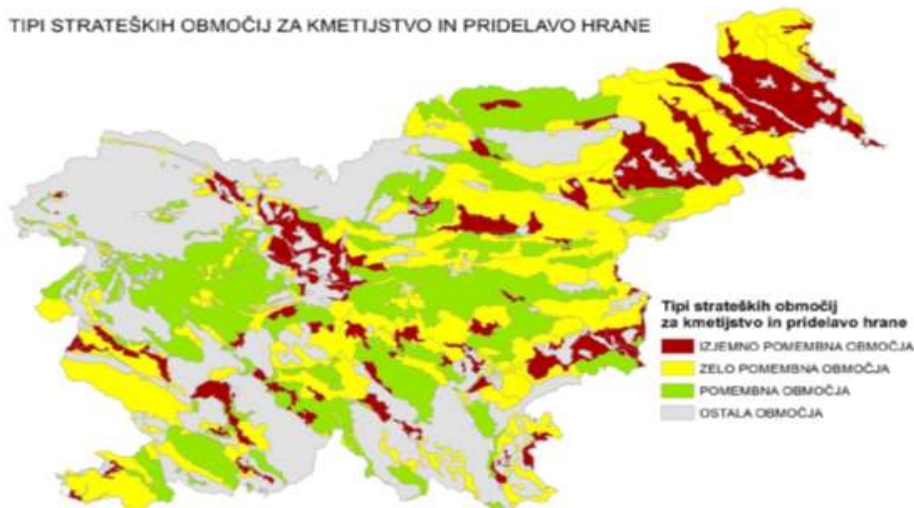 TIPI STRATEŠKIH OBMOČIJ ZA KMETIJSTVO IN PRIDELAVO HRANE
Tipi strateških območij
za kmetijstvo in pridelavo hrane
IZJEMNO POMEMBNA OBMOČJA
ZELO POMEMBNA OBMOČJA
POMEMBNA OBMOČJA
OSTALA OBMOČJA